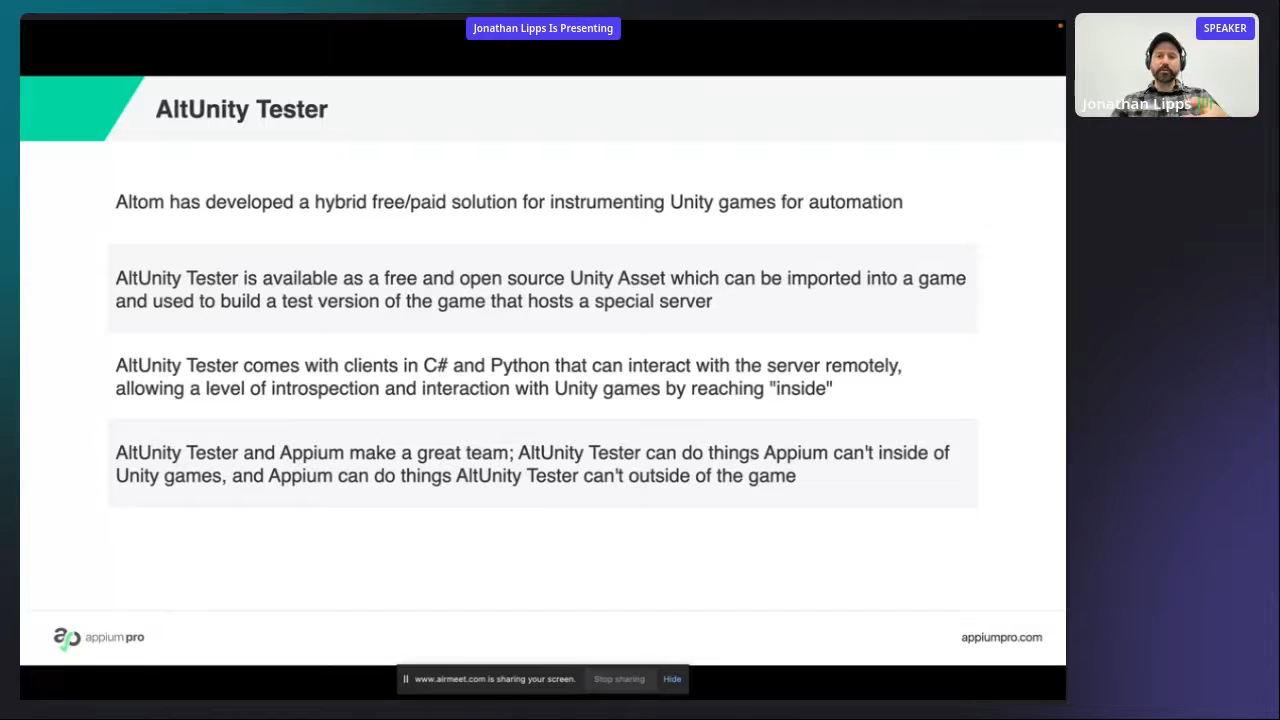 Jonathan Lipps Is Presenting
SPEAKER
Jonathan Lipps
AltUnity Tester
Altom has developed a hybrid free/paid solution for instrumenting Unity games for automation
AltUnity Tester is available as a free and open source Unity Asset which can be imported into a game
and used to build a test version of the game that hosts a special server
AltUnity Tester comes with clients in C# and Python that can interact with the server remotely,
allowing a level of introspection and interaction with Unity games by reaching "inside"
AltUnity Tester and Appium make a great team; AltUnity Tester can do things Appium can't inside of
Unity games, and Appium can do things AltUnity Tester can't outside of the game
appium pro
appiumpro.com
www.airmeet.com is sharing your screen.
Stop sharing
Hide